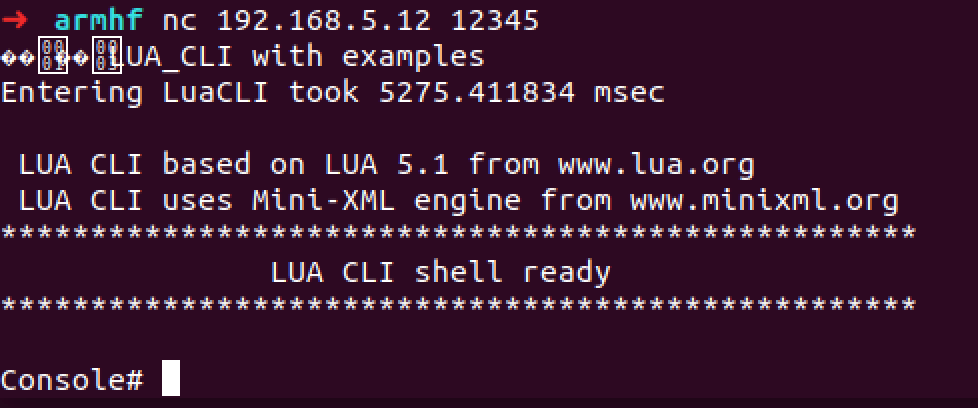 ➜ armhf nc 192.168.5.12 12345
��□��□LUA_CLI with examples
Entering LuaCLI took 5275.411834 msec
LUA CLI based on LUA 5.1 from www.lua.org
LUA CLI uses Mini-XML engine from www.minixml.org
***************************************************
LUA CLI shell ready
***************************************************
Console#